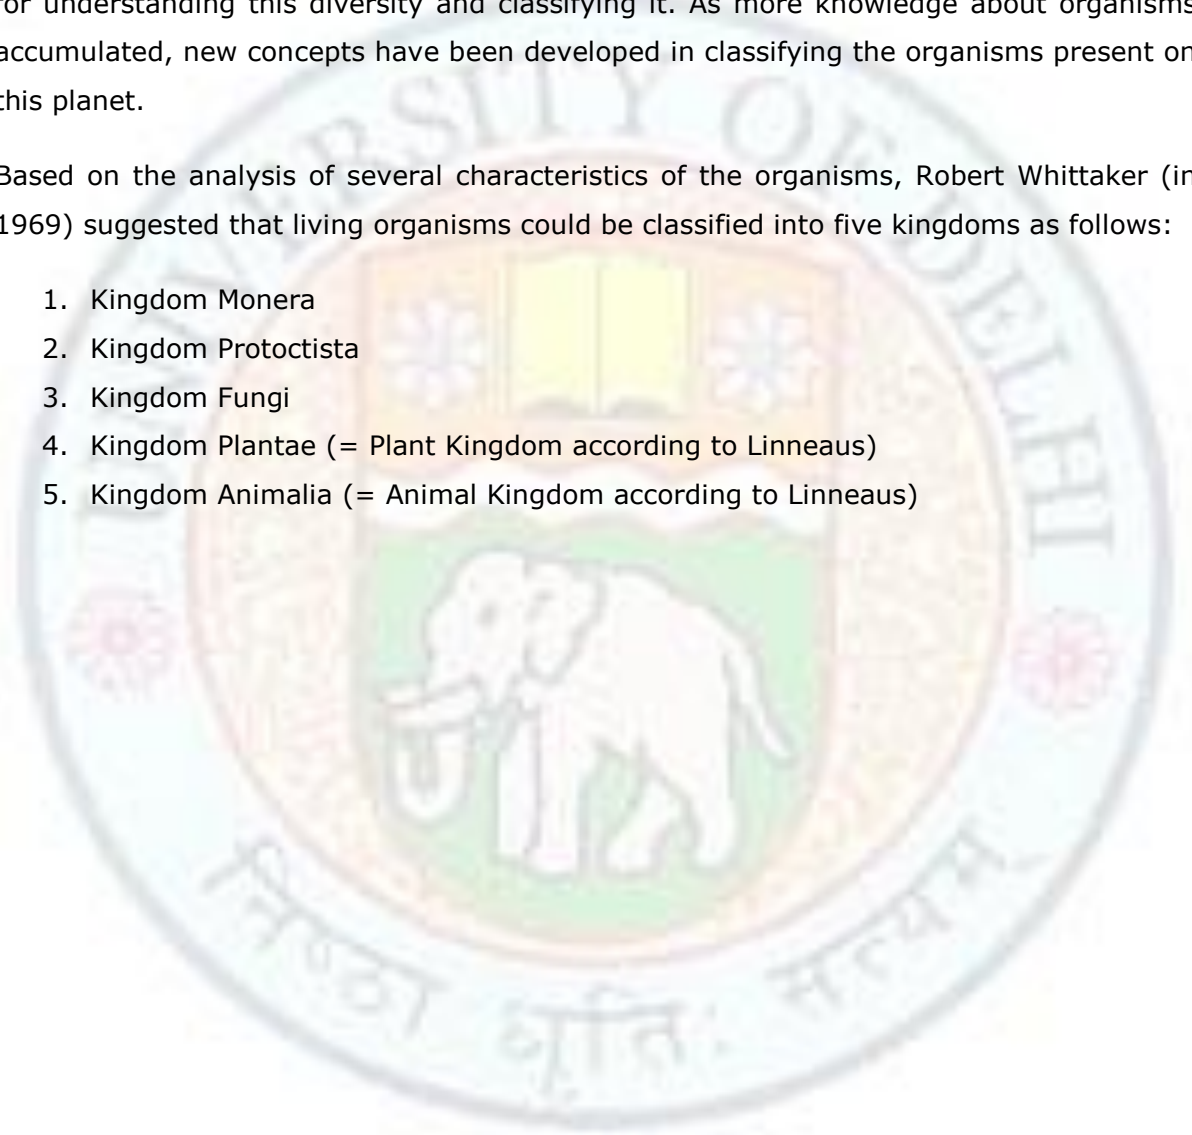 for understanding this diversity and classifying it. As more knowledge about organisms
accumulated, new concepts have been developed in classifying the organisms present on
this planet.
Based on the analysis of several characteristics of the organisms, Robert Whittaker (in
1969) suggested that living organisms could be classified into five kingdoms as follows:
1. Kingdom Monera
2. Kingdom Protoctista
3. Kingdom Fungi
4. Kingdom Plantae (= Plant Kingdom according to Linneaus)
5. Kingdom Animalia (= Animal Kingdom according to Linneaus)
UNIVERSITY OF DELHI